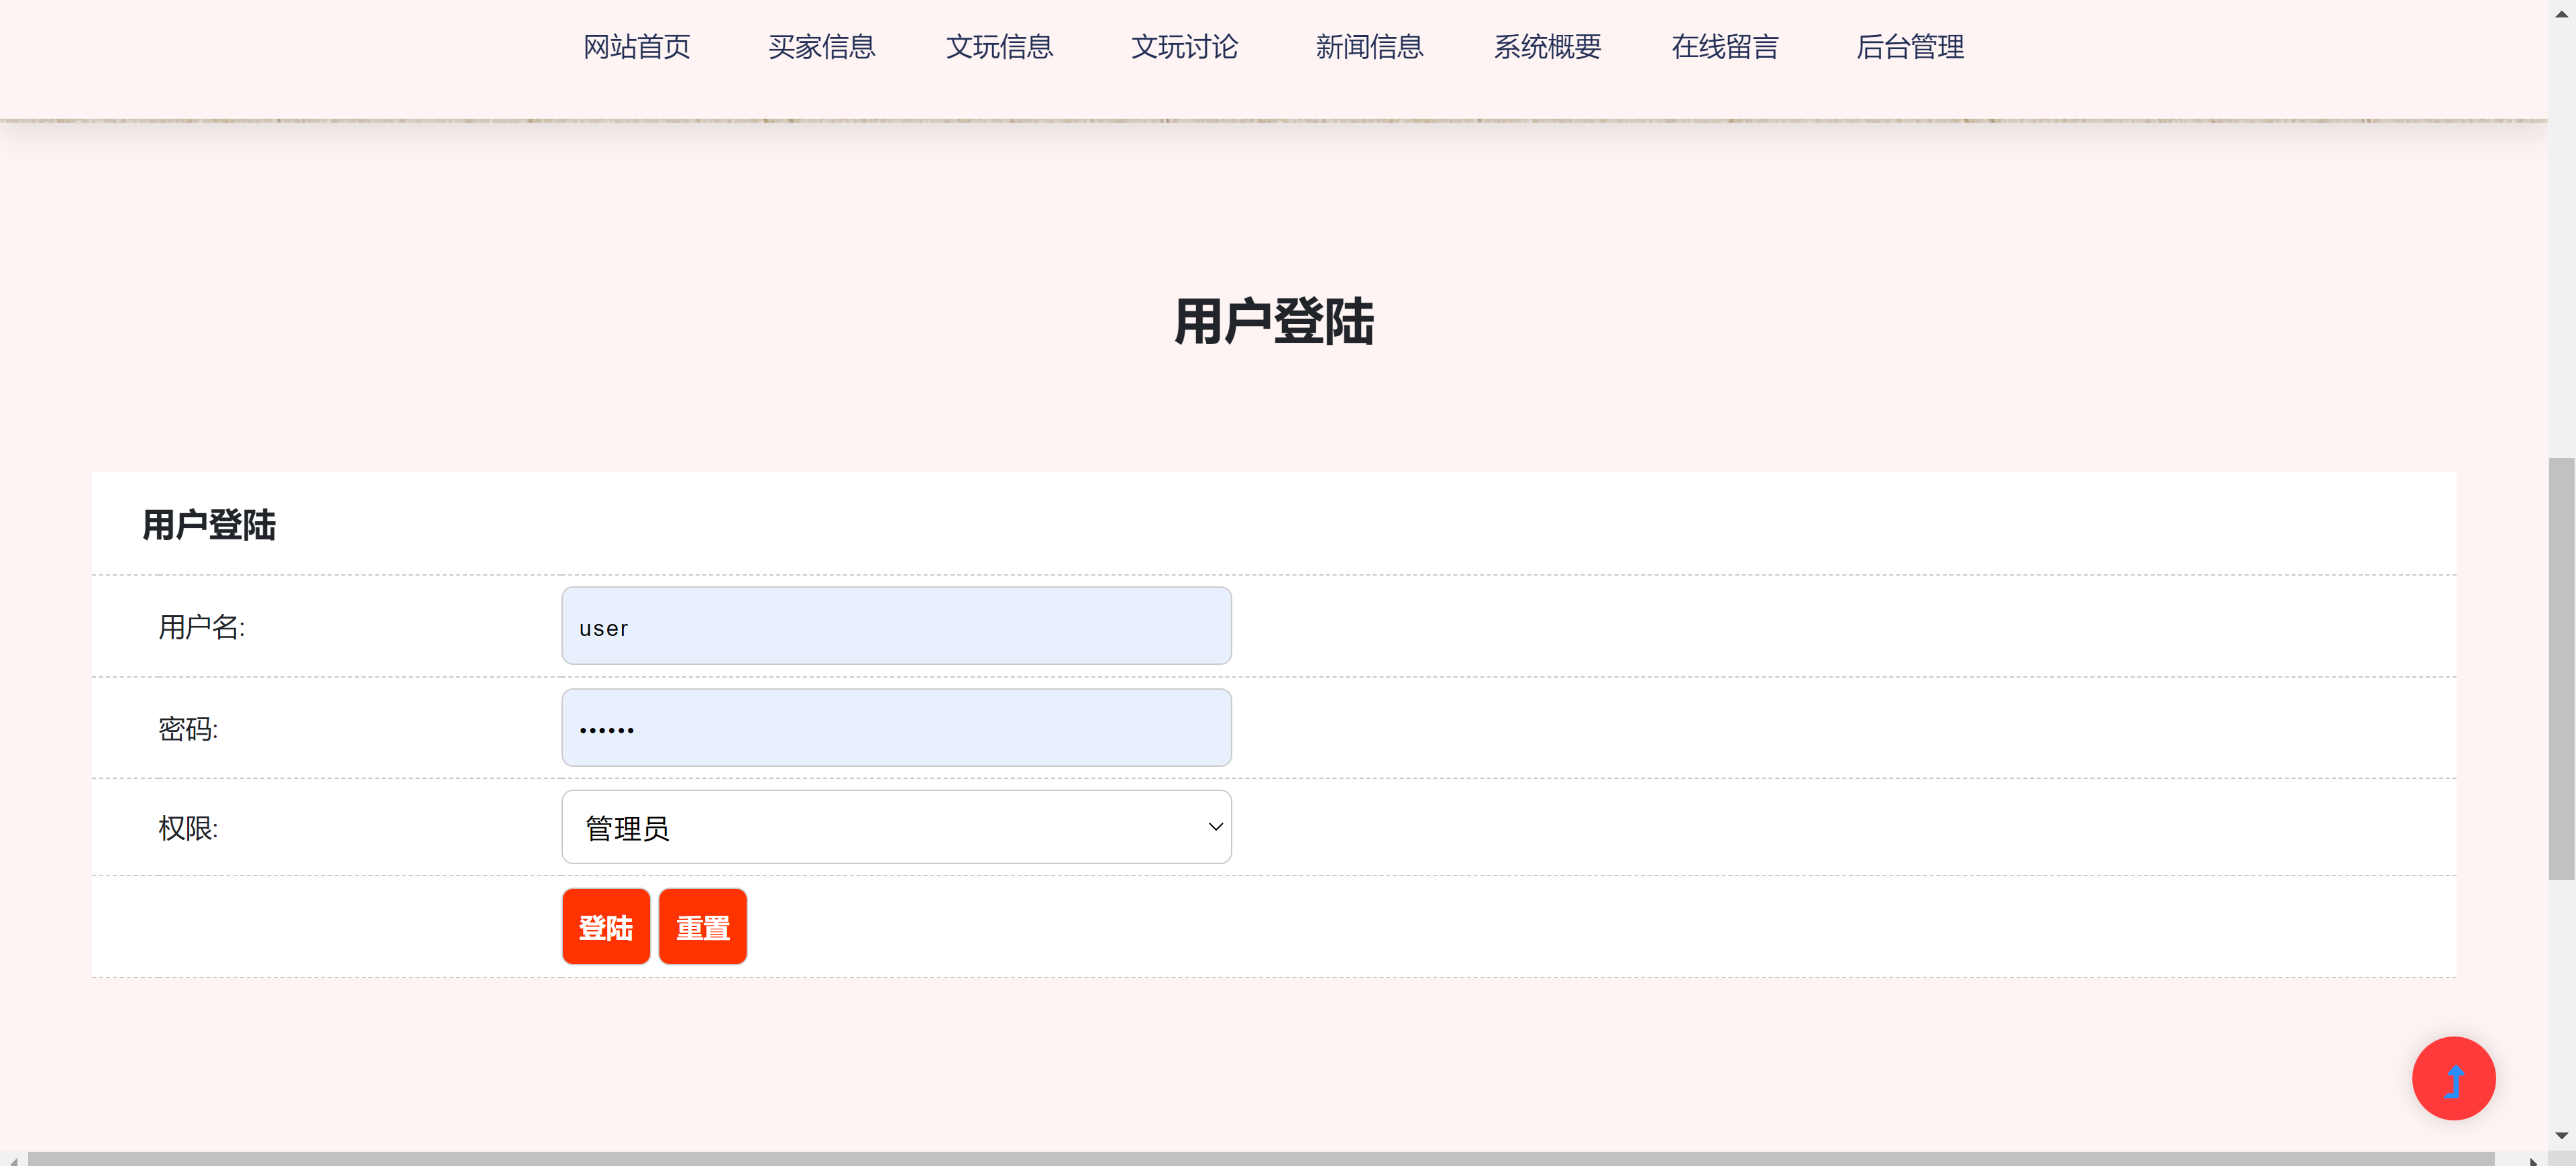 网站首页 买家信息 文玩信息 文玩讨论 新闻信息 系统概要 在线留言 后台管理
用户登陆
用户登陆
用户名: user
密码: ••••••
权限: 管理员
登陆 重置